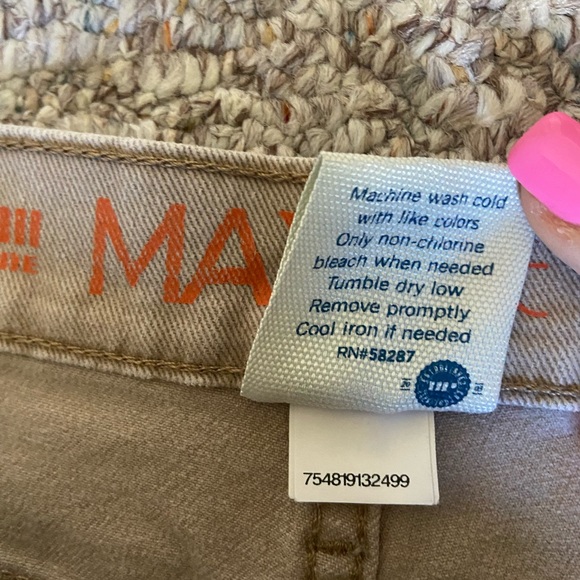 MA
Machine wash cold
with like colors
Only non-chlorine
bleach when needed
Tumble dry low
Remove promptly
Cool iron if needed
RN#58287
754819132499